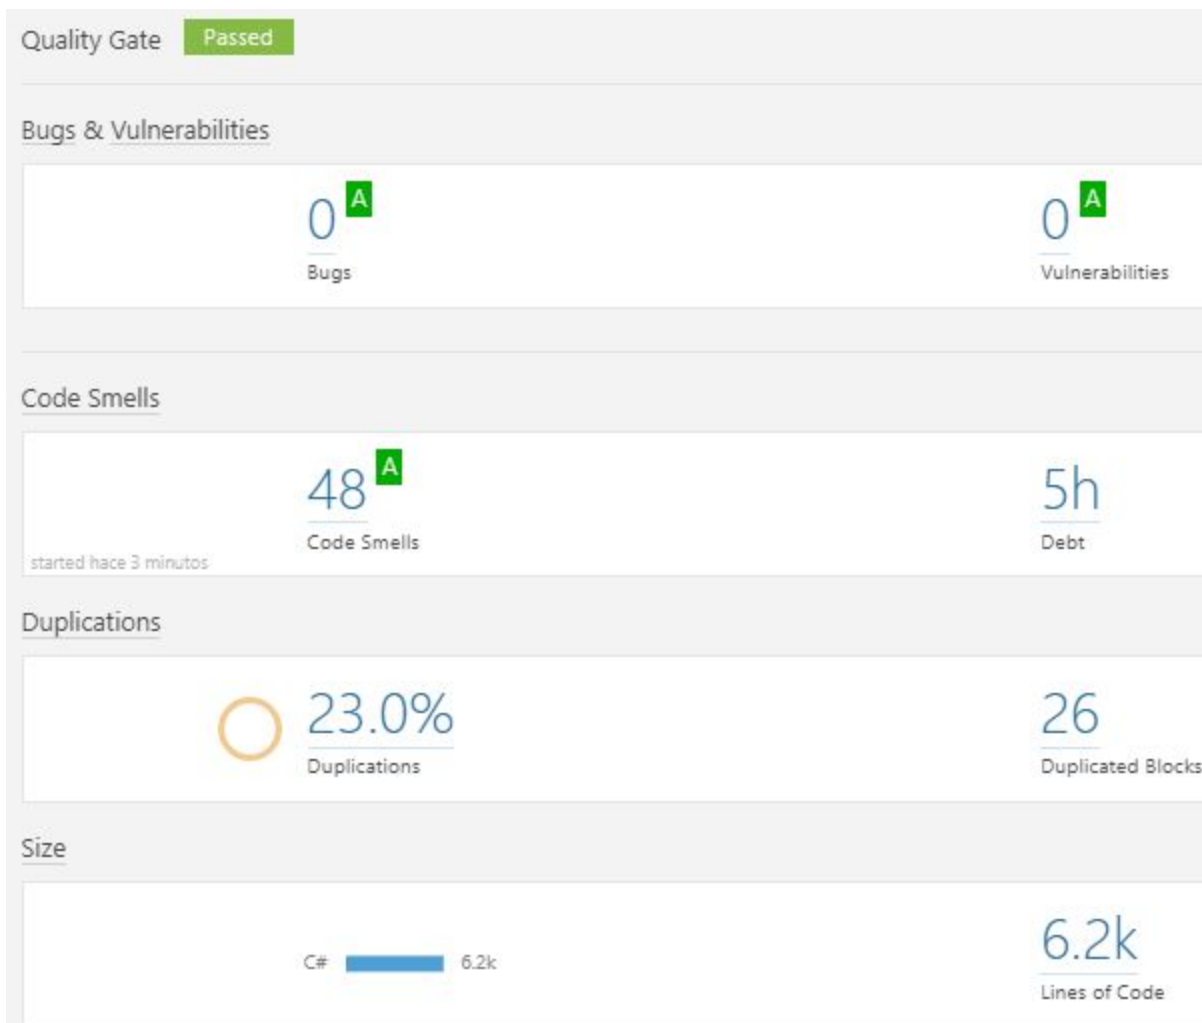 Quality Gate Passed
Bugs & Vulnerabilities
0 A
Bugs
0 A
Vulnerabilities
Code Smells
48 A
Code Smells
started hace 3 minutos
5h
Debt
Duplications
23.0%
Duplications
26
Duplicated Blocks
Size
C# 6.2k
6.2k
Lines of Code